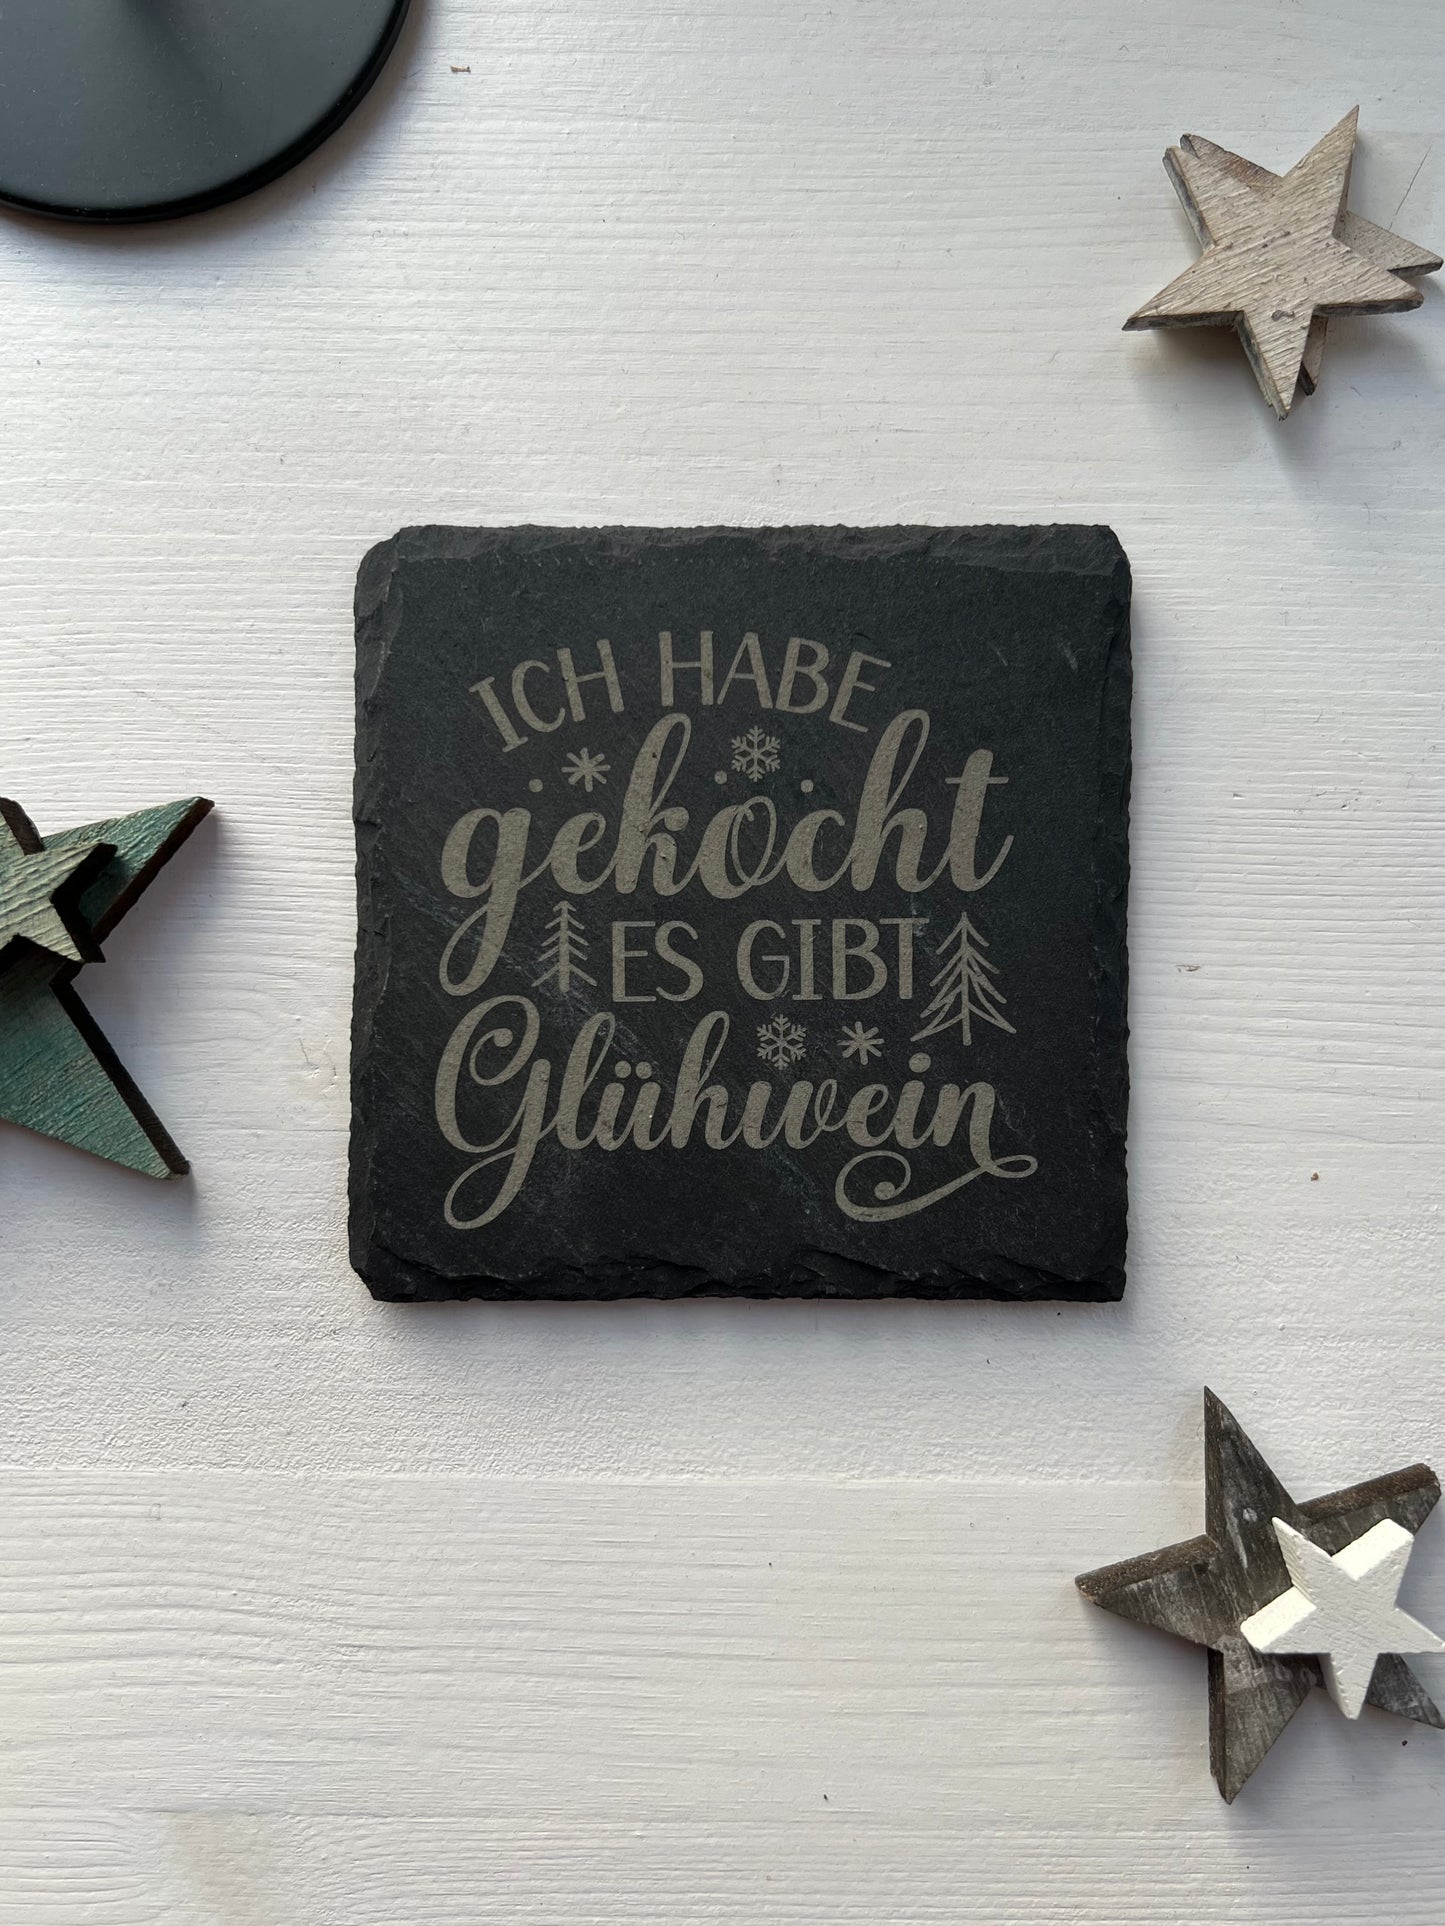 ICH HABE
gekocht
ES GIBT
Glühwein